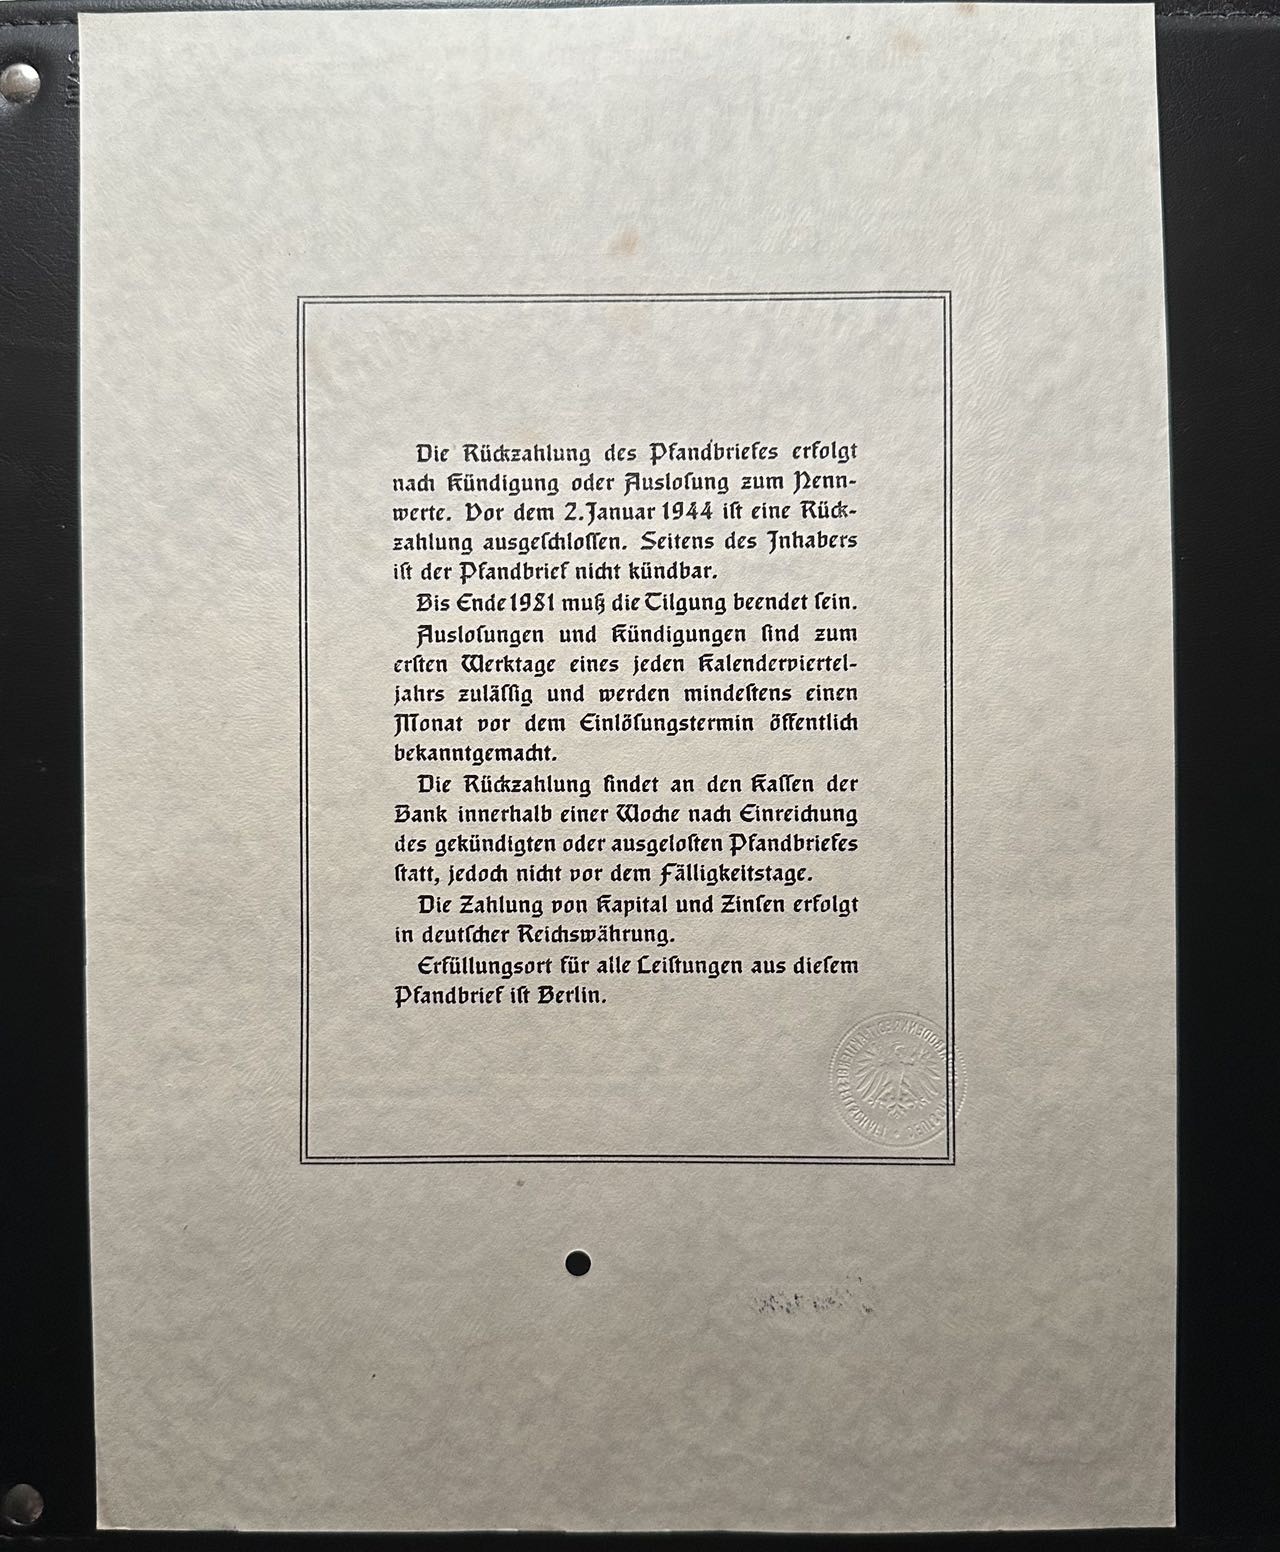 Die Rückzahlung des Pfandbriefes erfolgt
nach Kündigung oder Ausloſung zum Nenn-
werte. Vor dem 2. Januar 1944 iſt eine Rück-
zahlung ausgeſchloſſen. Seitens des Inhabers
iſt der Pfandbrief nicht kündbar.
Bis Ende 1981 muß die Tilgung beendet ſein.
Ausloſungen und Kündigungen ſind zum
erſten Werktage eines jeden Kalenderviertel-
jahrs zuläſſig und werden mindeſtens einen
Monat vor dem Einlöſungstermin öffentlich
bekanntgemacht.
Die Rückzahlung findet an den Kaſſen der
Bank innerhalb einer Woche nach Einreichung
des gekündigten oder ausgeloſten Pfandbriefes
ſtatt, jedoch nicht vor dem Fälligkeitstage.
Die Zahlung von Kapital und Zinſen erfolgt
in deutſcher Reichswährung.
Erfüllungsort für alle Leiſtungen aus dieſem
Pfandbrief iſt Berlin.